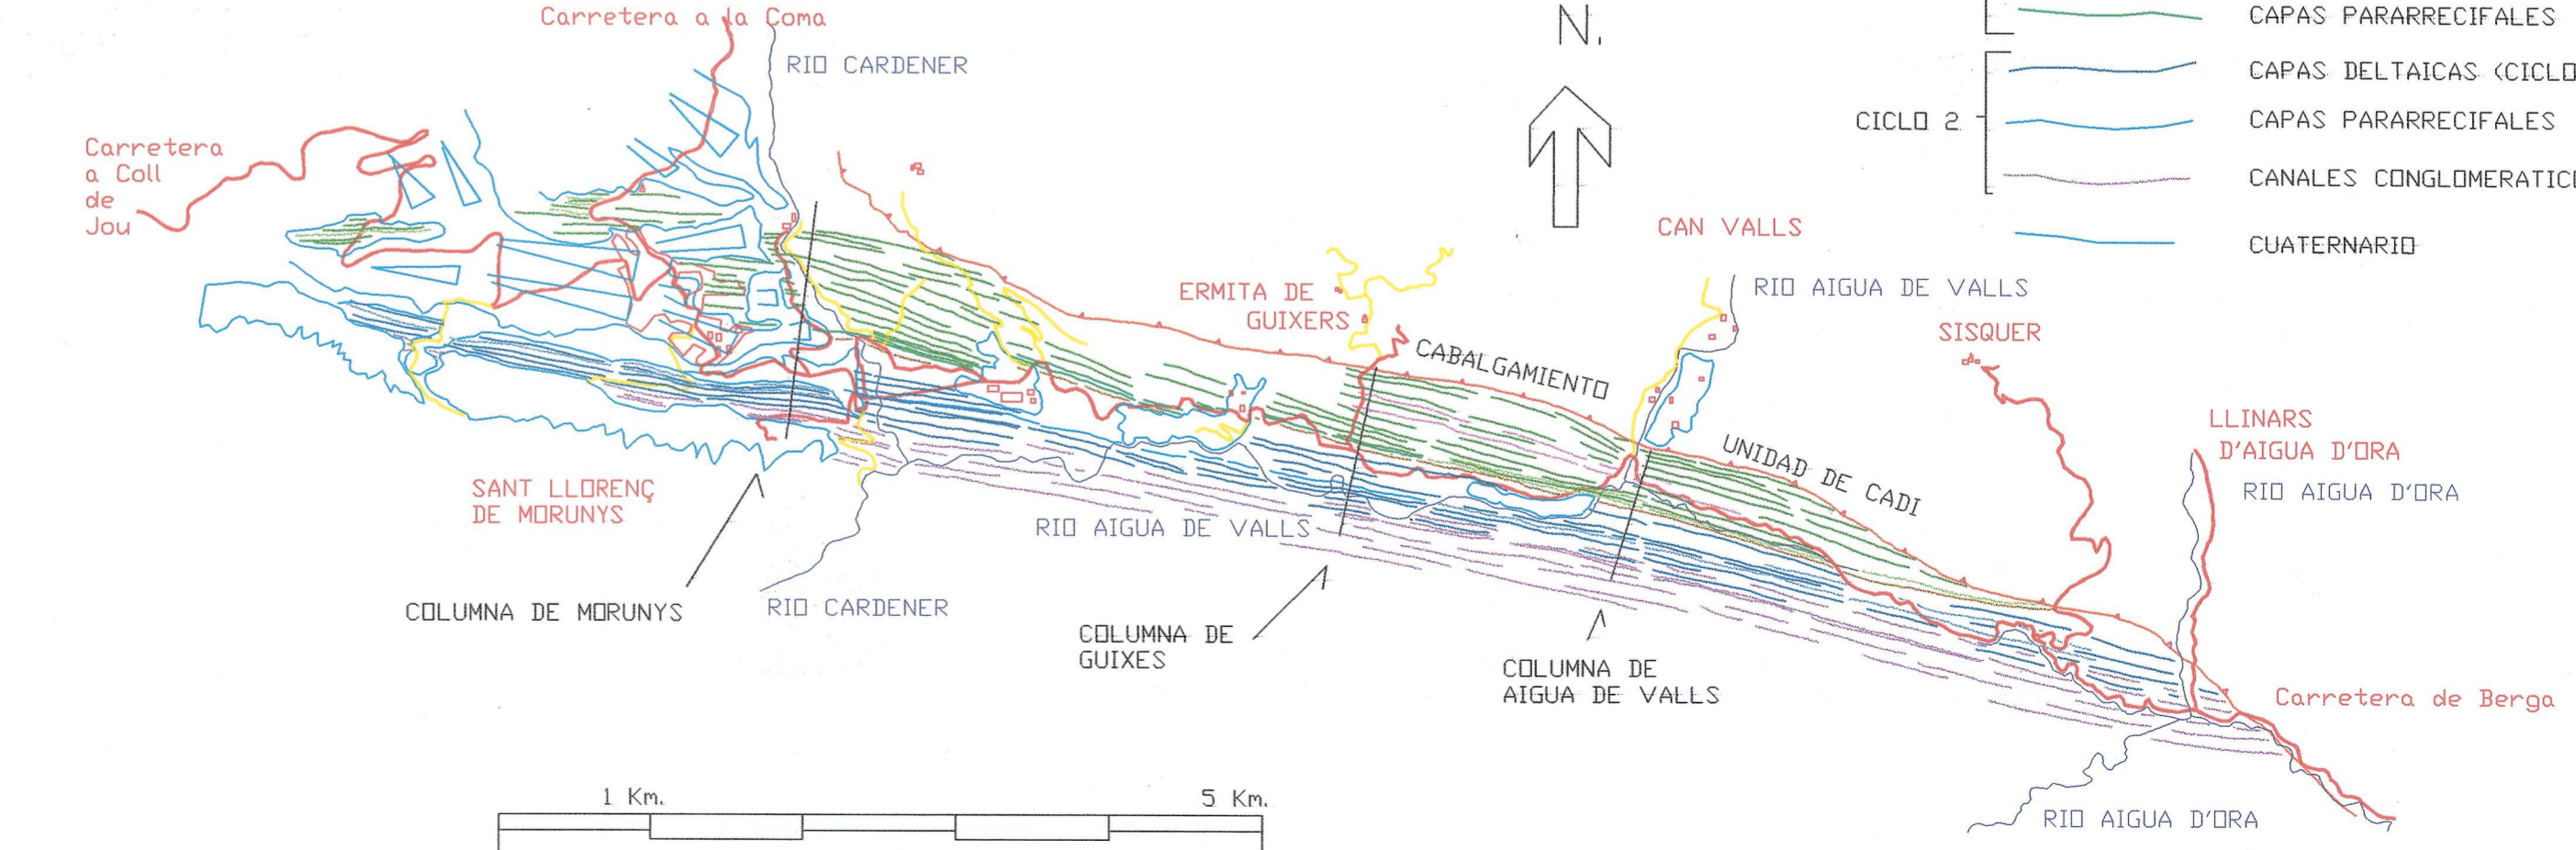 Carretera a la Coma
N.
CAPAS PARARRECIFALES
RIO CARDENER
CAPAS DELTAICAS (CICLO
CICLO 2
CAPAS PARARRECIFALES
Carretera
a Coll
de
Jou
CANALES CONGLOMERATICO
CUATERNARIO
CAN VALLS
RIO AIGUA DE VALLS
ERMITA DE
GUIXERS
SISQUER
CABALGAMIENTO
LLINARS
D'AIGUA D'ORA
RIO AIGUA D'ORA
UNIDAD DE CADI
SANT LLORENÇ
DE MORUNYS
RIO AIGUA DE VALLS
COLUMNA DE MORUNYS
RIO CARDENER
COLUMNA DE
GUIXES
COLUMNA DE
AIGUA DE VALLS
Carretera de Berga
1 Km.
5 Km.
RIO AIGUA D'ORA